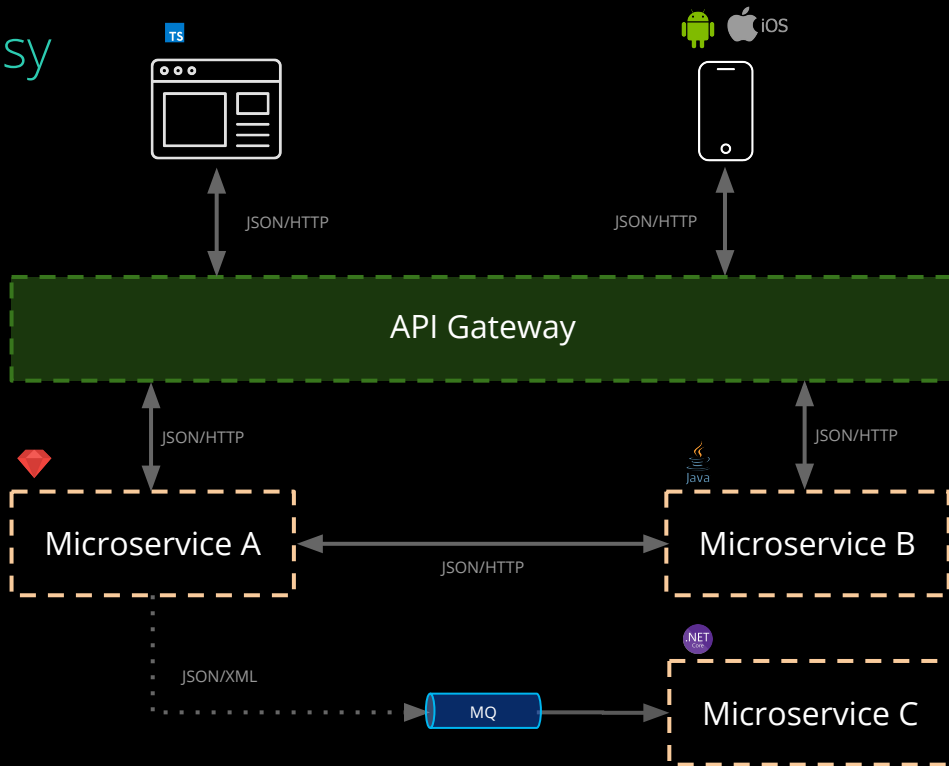 sy
TS
iOS
JSON/HTTP
JSON/HTTP
API Gateway
JSON/HTTP
JSON/HTTP
Java
Microservice A
Microservice B
JSON/HTTP
.NET
Core
JSON/XML
MQ
Microservice C